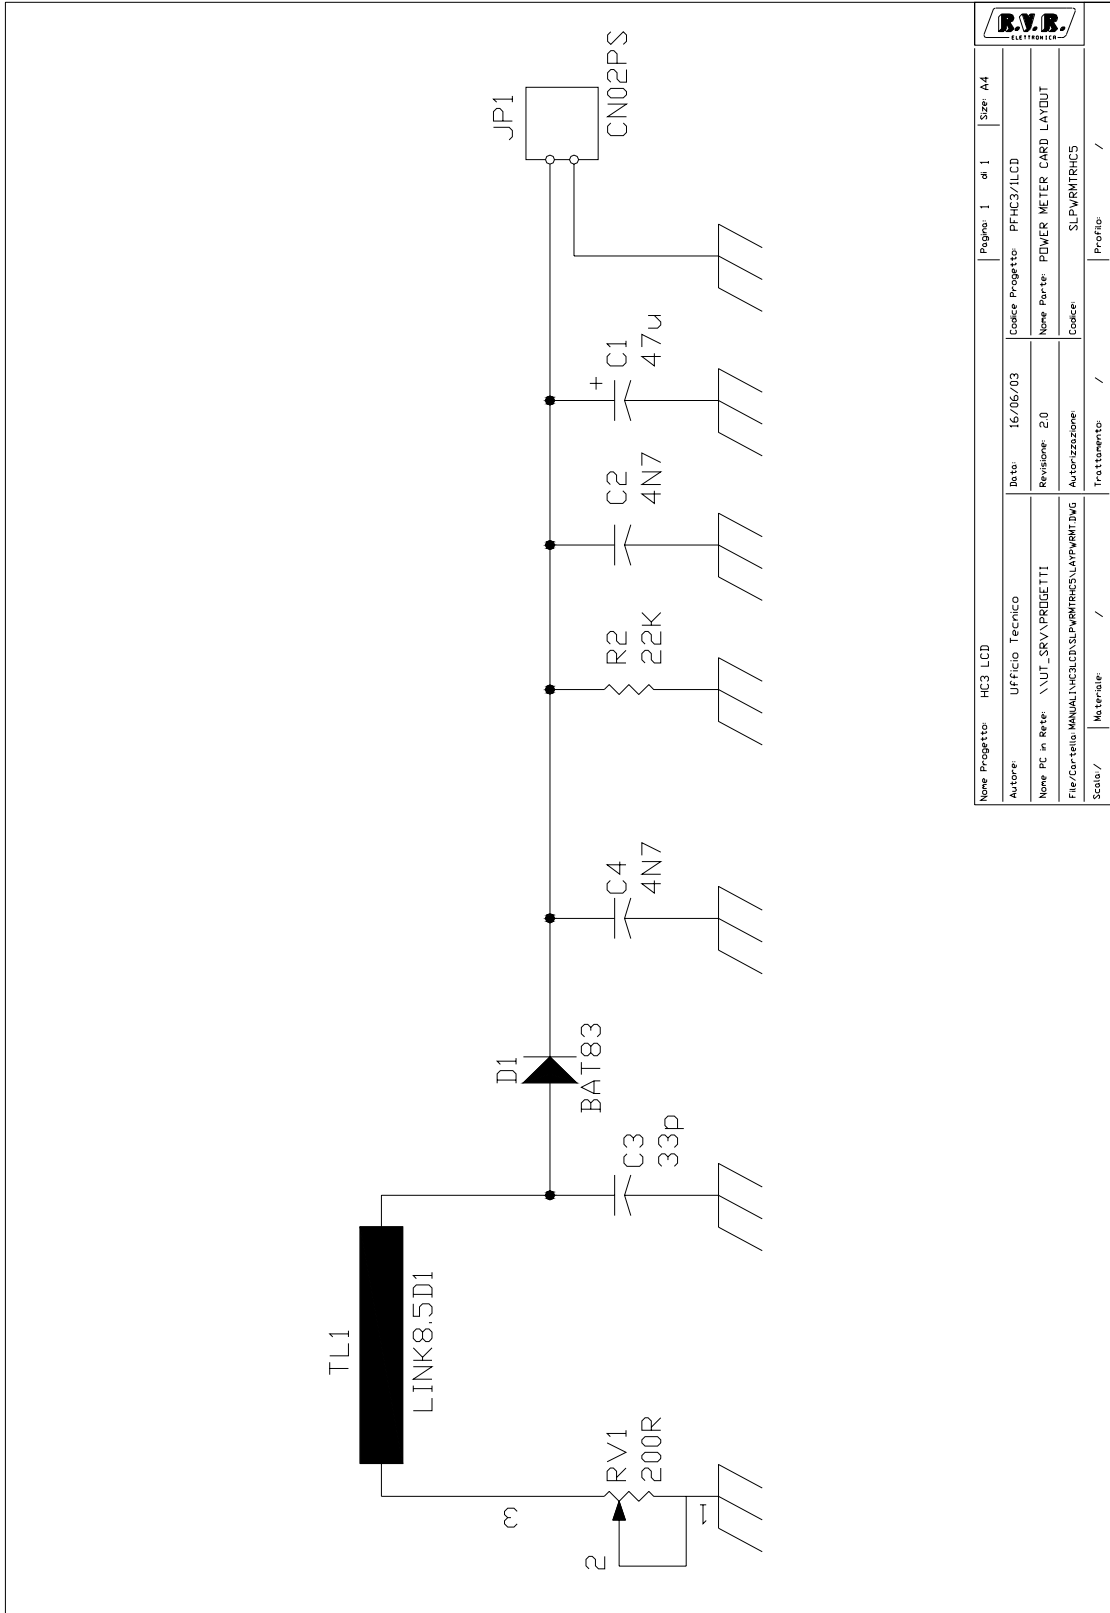 JP1
CN02PS
C1
47u
+
C2
4N7
R2
22K
C4
4N7
D1
BAT83
C3
33p
TL1
LINK8.5D1
RV1
200R
3
2
1
R.V.R.
ELETTRONICA
Nome Progetto: HC3 LCD Pagina: 1 di 1 Size: A4
Autore: Ufficio Tecnico Data: 16/06/03 Codice Progetto: PFHC3/1LCD
Nome PC in Rete: \\UT_SRV\PROGETTI Revisione: 2.0 Nome Parte: POWER METER CARD LAYOUT
File/Cartella: MANUALI\HC3LCD\SLPWRMTRHC5\LAYPWRMT.DWG Autorizzazione: Codice: SLPWRMTRHC5
Scala: / Materiale: / Trattamento: / Profilo: /